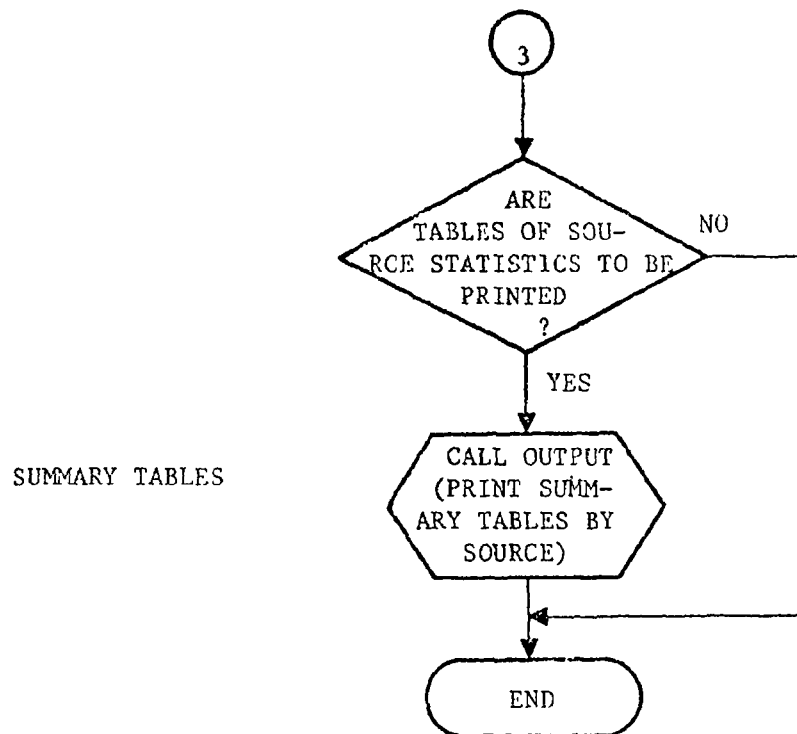 3
ARE
TABLES OF SOU-
RCE STATISTICS TO BE
PRINTED
?
NO
YES
SUMMARY TABLES
CALL OUTPUT
(PRINT SUMM-
ARY TABLES BY
SOURCE)
END